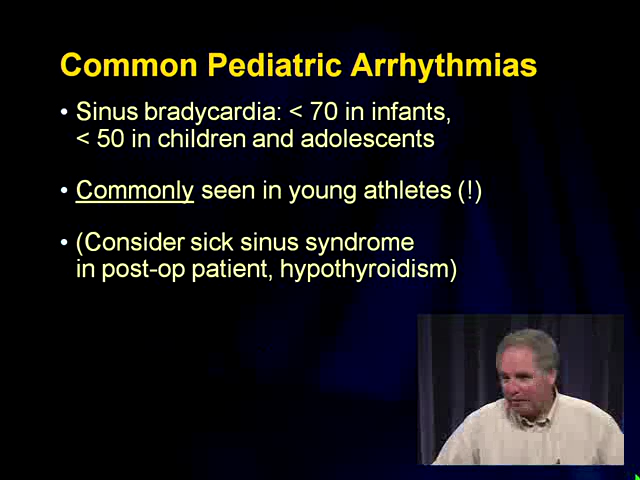 Common Pediatric Arrhythmias
• Sinus bradycardia: < 70 in infants,
< 50 in children and adolescents
• Commonly seen in young athletes (!)
• (Consider sick sinus syndrome
in post-op patient, hypothyroidism)